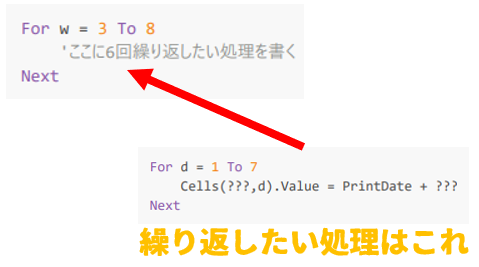 For w = 3 To 8
    'ここに6回繰り返したい処理を書く
Next
For d = 1 To 7
    Cells(???,d).Value = PrintDate + ???
Next
繰り返したい処理はこれ